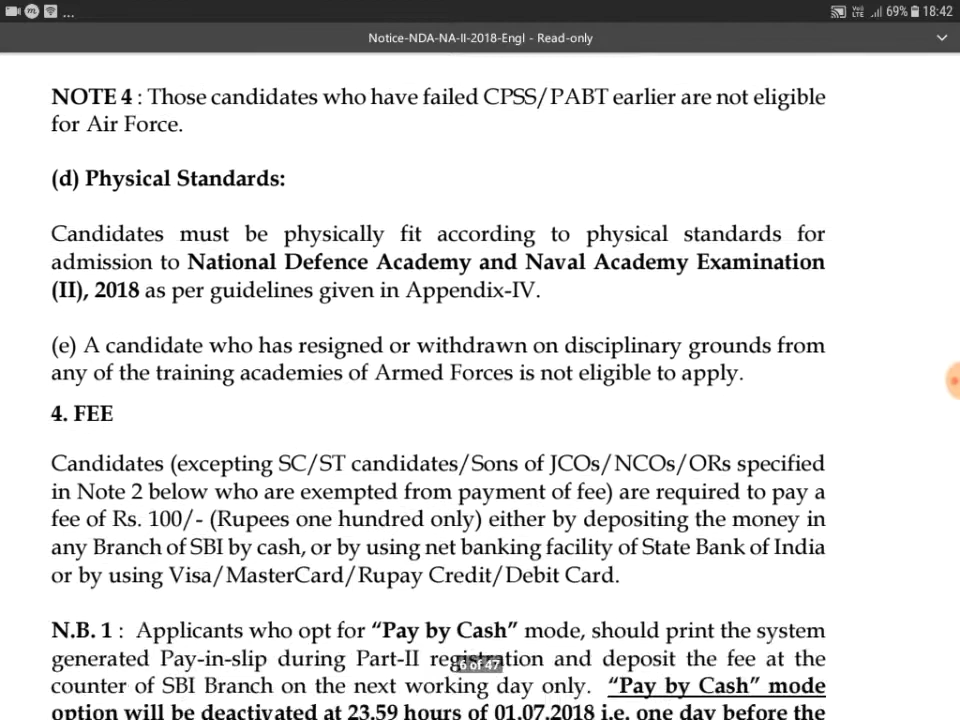 69% 18:42
Notice-NDA-NA-II-2018-Engl - Read-only
NOTE 4 : Those candidates who have failed CPSS/PABT earlier are not eligible
for Air Force.
(d) Physical Standards:
Candidates must be physically fit according to physical standards for
admission to National Defence Academy and Naval Academy Examination
(II), 2018 as per guidelines given in Appendix-IV.
(e) A candidate who has resigned or withdrawn on disciplinary grounds from
any of the training academies of Armed Forces is not eligible to apply.
4. FEE
Candidates (excepting SC/ST candidates/Sons of JCOs/NCOs/ORs specified
in Note 2 below who are exempted from payment of fee) are required to pay a
fee of Rs. 100/- (Rupees one hundred only) either by depositing the money in
any Branch of SBI by cash, or by using net banking facility of State Bank of India
or by using Visa/MasterCard/Rupay Credit/Debit Card.
N.B. 1 : Applicants who opt for “Pay by Cash” mode, should print the system
generated Pay-in-slip during Part-II registration and deposit the fee at the
6 of 47
counter of SBI Branch on the next working day only. “Pay by Cash” mode
option will be deactivated at 23.59 hours of 01.07.2018 i.e. one day before the